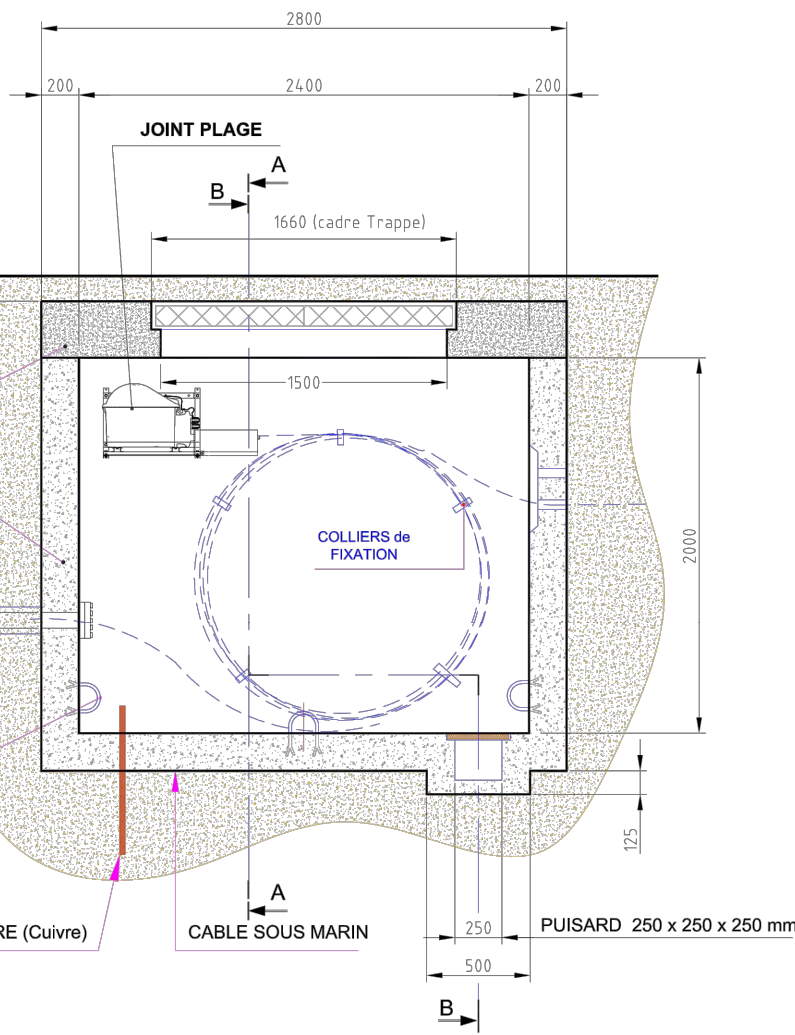 2800
200
2400
200
JOINT PLAGE
A
B
1660 (cadre Trappe)
1500
COLLIERS de
FIXATION
2000
125
A
RE (Cuivre)
CABLE SOUS MARIN
250
PUISARD 250 x 250 x 250 mm
500
B